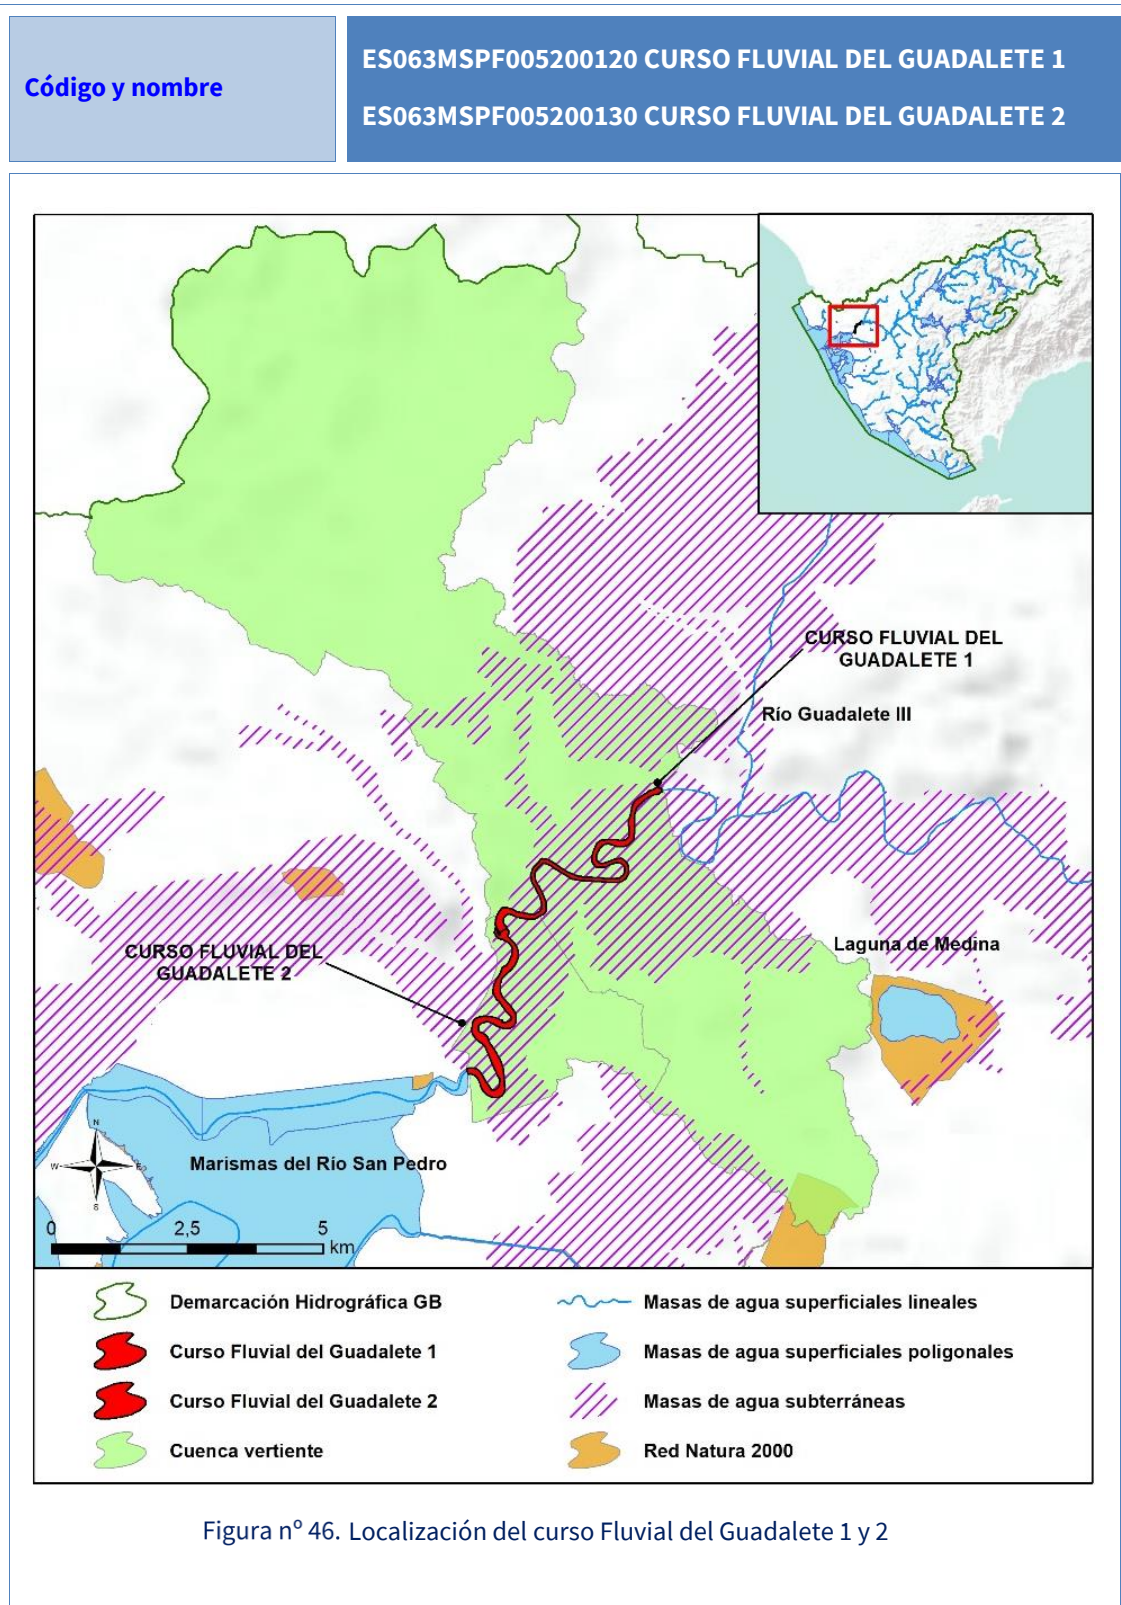 Código y nombre
ES063MSPF005200120 CURSO FLUVIAL DEL GUADALETE 1
ES063MSPF005200130 CURSO FLUVIAL DEL GUADALETE 2
CURSO FLUVIAL DEL
GUADALETE 1
Río Guadalete III
Laguna de Medina
CURSO FLUVIAL DEL
GUADALETE 2
Marismas del Río San Pedro
N
W
E
S
0
2,5
5
km
Demarcación Hidrográfica GB
Curso Fluvial del Guadalete 1
Curso Fluvial del Guadalete 2
Cuenca vertiente
Masas de agua superficiales lineales
Masas de agua superficiales poligonales
Masas de agua subterráneas
Red Natura 2000
Figura nº 46. Localización del curso Fluvial del Guadalete 1 y 2